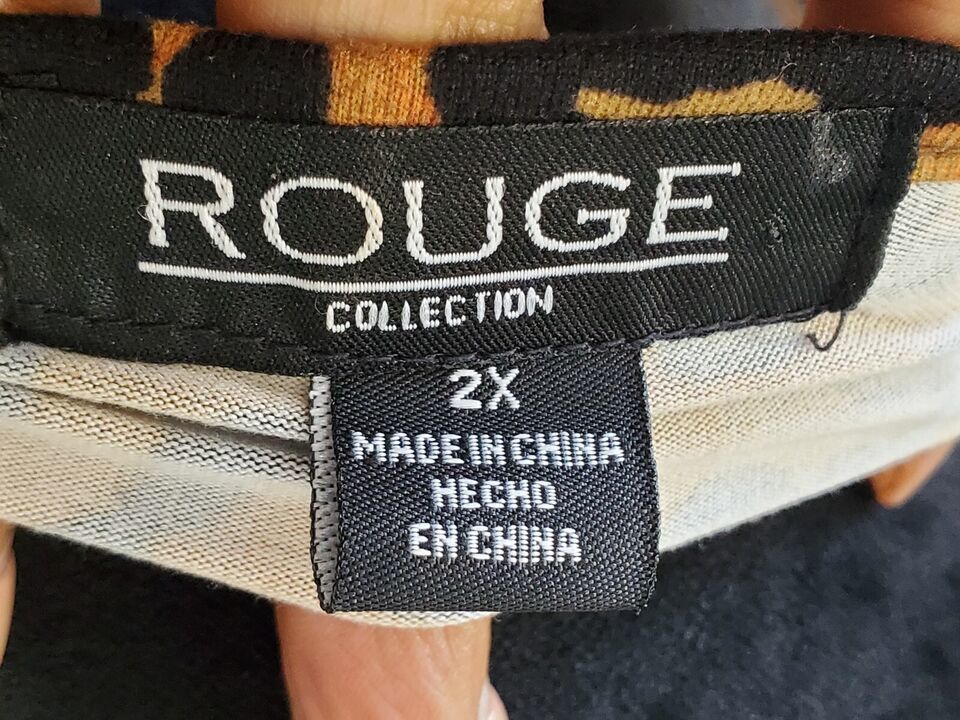 ROUGE
COLLECTION
2X
MADE IN CHINA
HECHO
EN CHINA